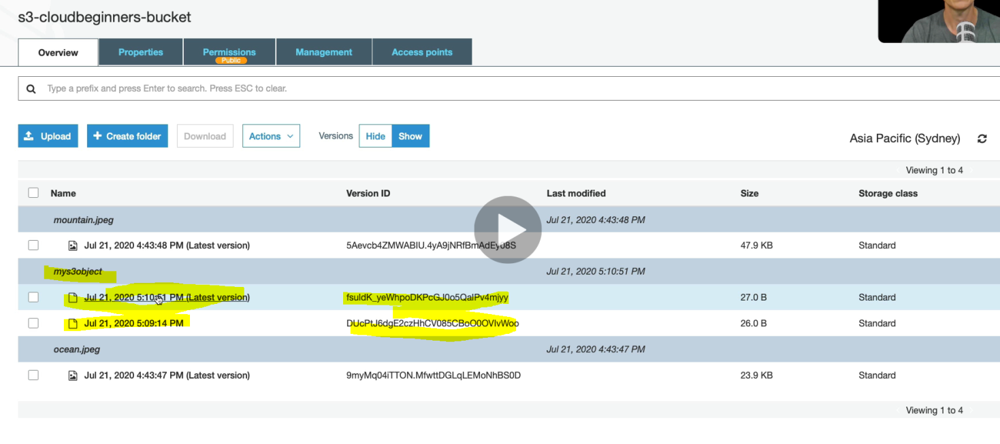 s3-cloudbeginners-bucket
Overview Properties Permissions Management Access points
Public
Type a prefix and press Enter to search. Press ESC to clear.
Upload Create folder Download Actions Versions Hide Show
Asia Pacific (Sydney)
Viewing 1 to 4
Name Version ID Last modified Size Storage class
mountain.jpeg Jul 21, 2020 4:43:48 PM
Jul 21, 2020 4:43:48 PM (Latest version) 47.9 KB Standard
mys3object Jul 21, 2020 5:10:51 PM
Jul 21, 2020 5:10:51 PM (Latest version) 27.0 B Standard
Jul 21, 2020 5:09:14 PM 26.0 B Standard
ocean.jpeg Jul 21, 2020 4:43:47 PM
Jul 21, 2020 4:43:47 PM (Latest version) 9myMq04iTTON.MfwttDGLqLEMoNhBS0D 23.9 KB Standard
Viewing 1 to 4